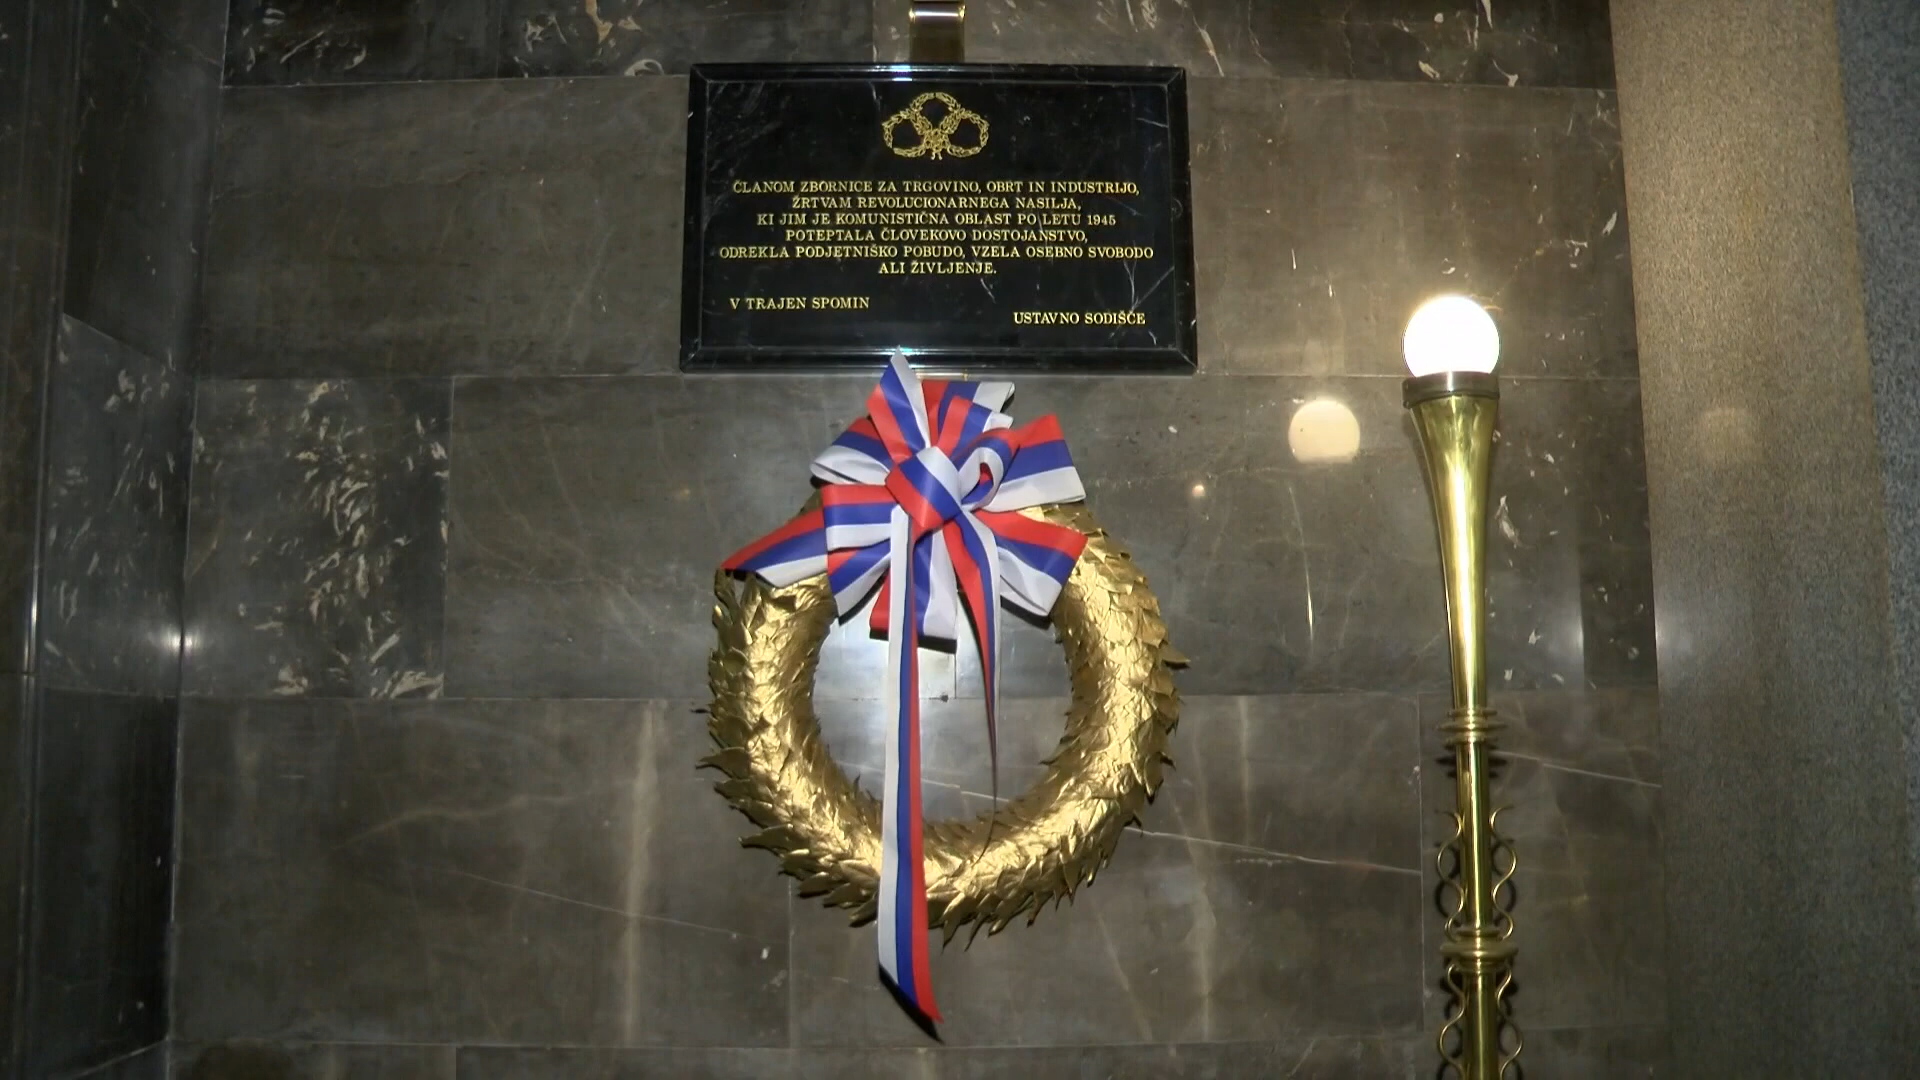 ČLANOM ZBORNICE ZA TRGOVINO, OBRT IN INDUSTRIJO,
ŽRTVAM REVOLUCIONARNEGA NASILJA,
KI JIM JE KOMUNISTIČNA OBLAST PO LETU 1945
POTEPTALA ČLOVEKOVO DOSTOJANSTVO,
ODREKLA PODJETNIŠKO POBUDO, VZELA OSEBNO SVOBODO
ALI ŽIVLJENJE.
V TRAJEN SPOMIN
USTAVNO SODIŠČE